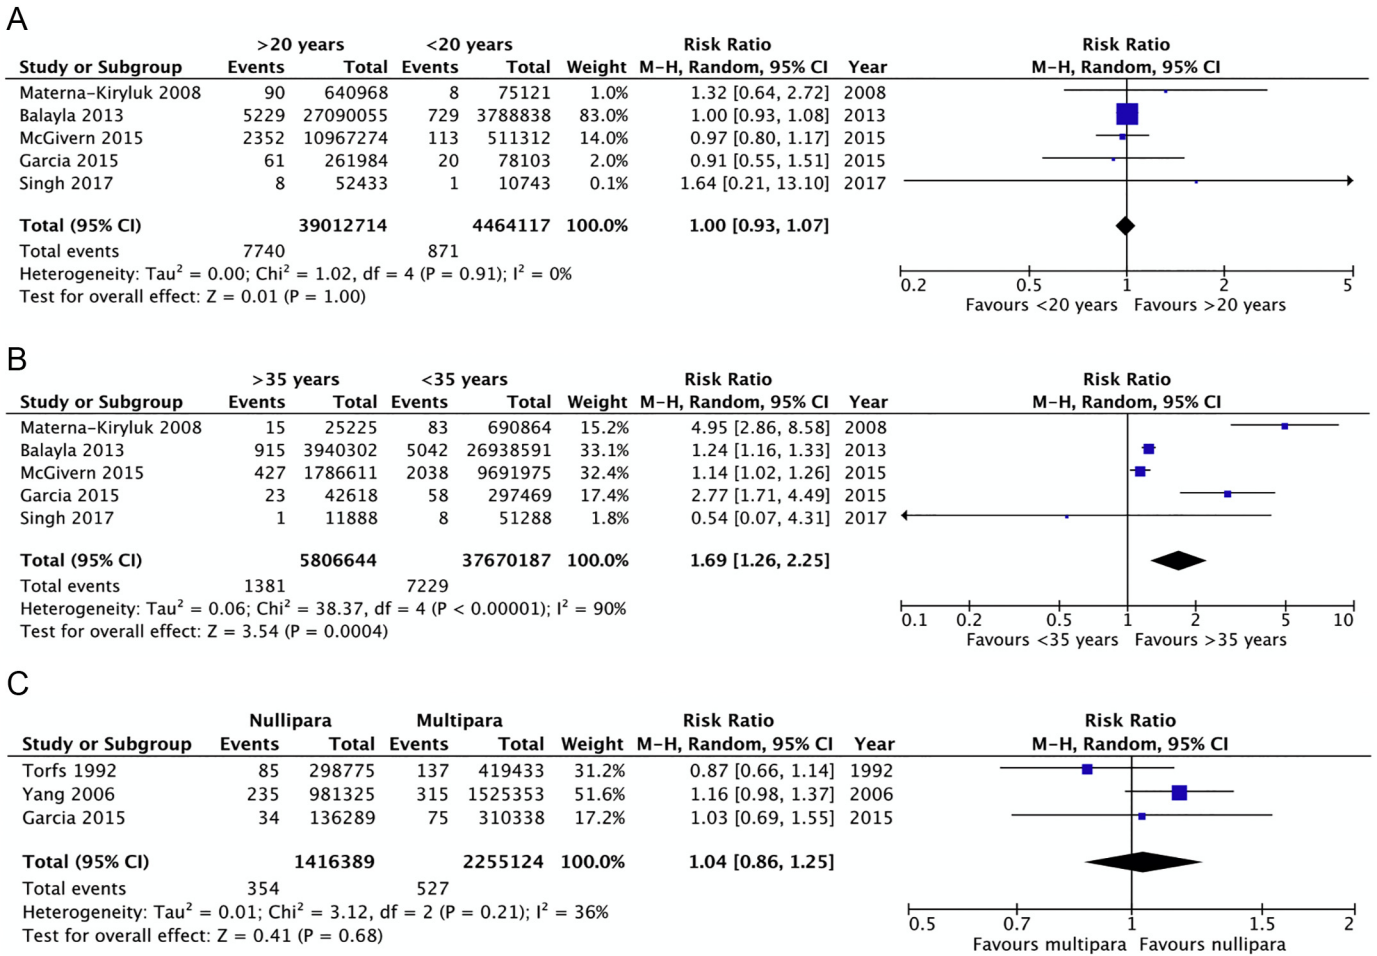 A
>20 years <20 years Risk Ratio Risk Ratio
Study or Subgroup Events Total Events Total Weight M-H, Random, 95% CI Year M-H, Random, 95% CI
Materna-Kiryluk 2008 90 640968 8 75121 1.0% 1.32 [0.64, 2.72] 2008
Balayla 2013 5229 27090055 729 3788838 83.0% 1.00 [0.93, 1.08] 2013
McGivern 2015 2352 10967274 113 511312 14.0% 0.97 [0.80, 1.17] 2015
Garcia 2015 61 261984 20 78103 2.0% 0.91 [0.55, 1.51] 2015
Singh 2017 8 52433 1 10743 0.1% 1.64 [0.21, 13.10] 2017
Total (95% CI) 39012714 4464117 100.0% 1.00 [0.93, 1.07]
Total events 7740 871
Heterogeneity: Tau² = 0.00; Chi² = 1.02, df = 4 (P = 0.91); I² = 0%
Test for overall effect: Z = 0.01 (P = 1.00)
0.2 0.5 1 2 5
Favours <20 years Favours >20 years
B
>35 years <35 years Risk Ratio Risk Ratio
Study or Subgroup Events Total Events Total Weight M-H, Random, 95% CI Year M-H, Random, 95% CI
Materna-Kiryluk 2008 15 25225 83 690864 15.2% 4.95 [2.86, 8.58] 2008
Balayla 2013 915 3940302 5042 26938591 33.1% 1.24 [1.16, 1.33] 2013
McGivern 2015 427 1786611 2038 9691975 32.4% 1.14 [1.02, 1.26] 2015
Garcia 2015 23 42618 58 297469 17.4% 2.77 [1.71, 4.49] 2015
Singh 2017 1 11888 8 51288 1.8% 0.54 [0.07, 4.31] 2017
Total (95% CI) 5806644 37670187 100.0% 1.69 [1.26, 2.25]
Total events 1381 7229
Heterogeneity: Tau² = 0.06; Chi² = 38.37, df = 4 (P < 0.00001); I² = 90%
Test for overall effect: Z = 3.54 (P = 0.0004)
0.1 0.2 0.5 1 2 5 10
Favours <35 years Favours >35 years
C
Nullipara Multipara Risk Ratio Risk Ratio
Study or Subgroup Events Total Events Total Weight M-H, Random, 95% CI Year M-H, Random, 95% CI
Torfs 1992 85 298775 137 419433 31.2% 0.87 [0.66, 1.14] 1992
Yang 2006 235 981325 315 1525353 51.6% 1.16 [0.98, 1.37] 2006
Garcia 2015 34 136289 75 310338 17.2% 1.03 [0.69, 1.55] 2015
Total (95% CI) 1416389 2255124 100.0% 1.04 [0.86, 1.25]
Total events 354 527
Heterogeneity: Tau² = 0.01; Chi² = 3.12, df = 2 (P = 0.21); I² = 36%
Test for overall effect: Z = 0.41 (P = 0.68)
0.5 0.7 1 1.5 2
Favours multipara Favours nullipara